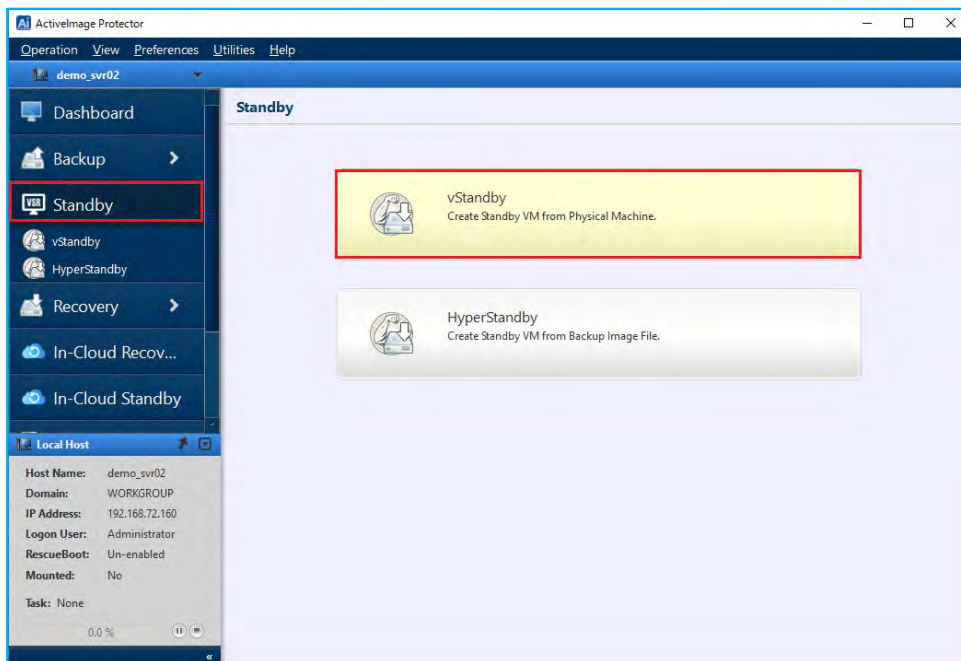 Ai ActiveImage Protector
Operation View Preferences Utilities Help
demo_svr02
Dashboard
Standby
Backup
VSR Standby
vStandby
HyperStandby
Recovery
In-Cloud Recov...
In-Cloud Standby
vStandby
Create Standby VM from Physical Machine.
HyperStandby
Create Standby VM from Backup Image File.
Local Host
Host Name: demo_svr02
Domain: WORKGROUP
IP Address: 192.168.72.160
Logon User: Administrator
RescueBoot: Un-enabled
Mounted: No
Task: None
0.0 %